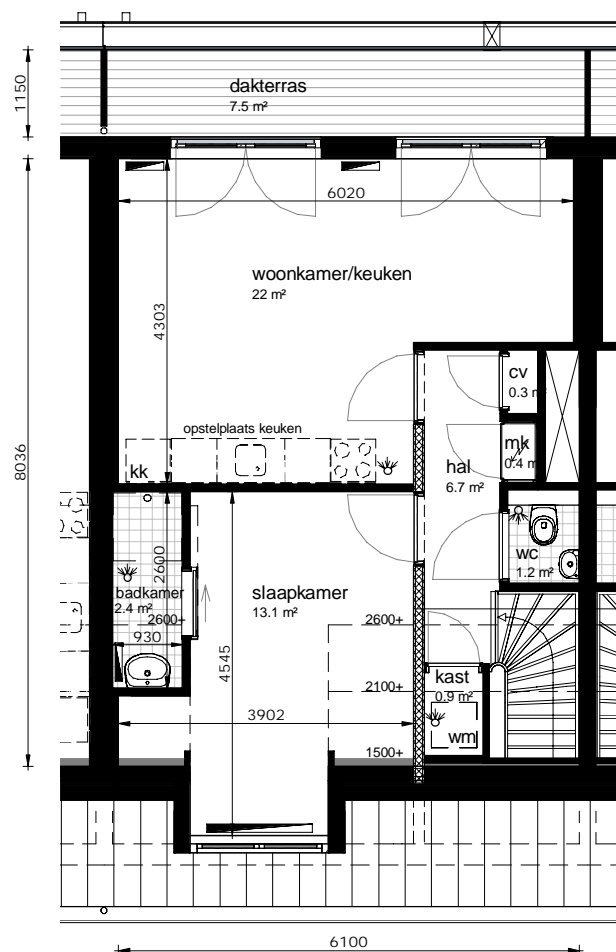 dakterras
7.5 m²
1150
6020
woonkamer/keuken
22 m²
4303
8036
cv
0.3 m
opstelplaats keuken
mk
0.4 m
kk
hal
6.7 m²
2600
badkamer
2.4 m²
2600+
930
slaapkamer
13.1 m²
4545
wc
1.2 m²
2600+
2100+
kast
0.9 m²
3902
wm
1500+
6100